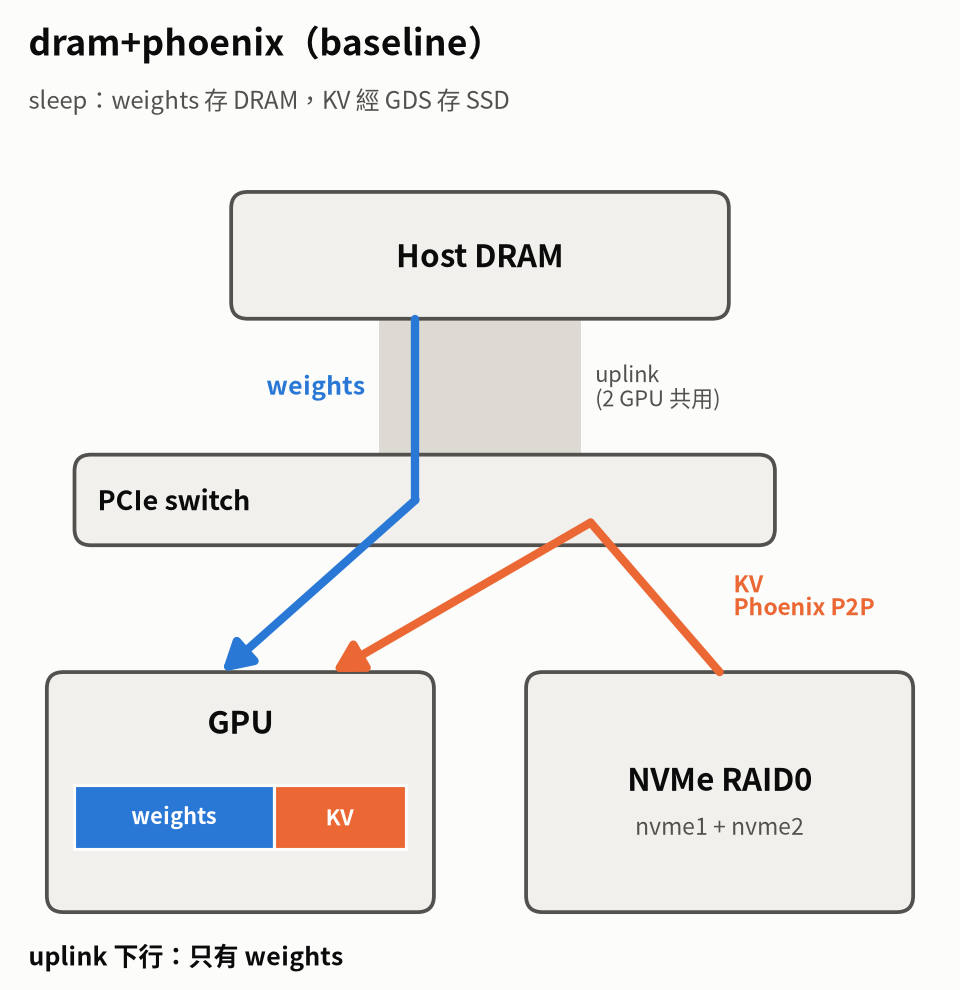 dram+phoenix（baseline）
sleep：weights 存 DRAM，KV 經 GDS 存 SSD
Host DRAM
weights
uplink
(2 GPU 共用)
PCIe switch
KV
Phoenix P2P
GPU
weights
KV
NVMe RAID0
nvme1 + nvme2
uplink 下行：只有 weights